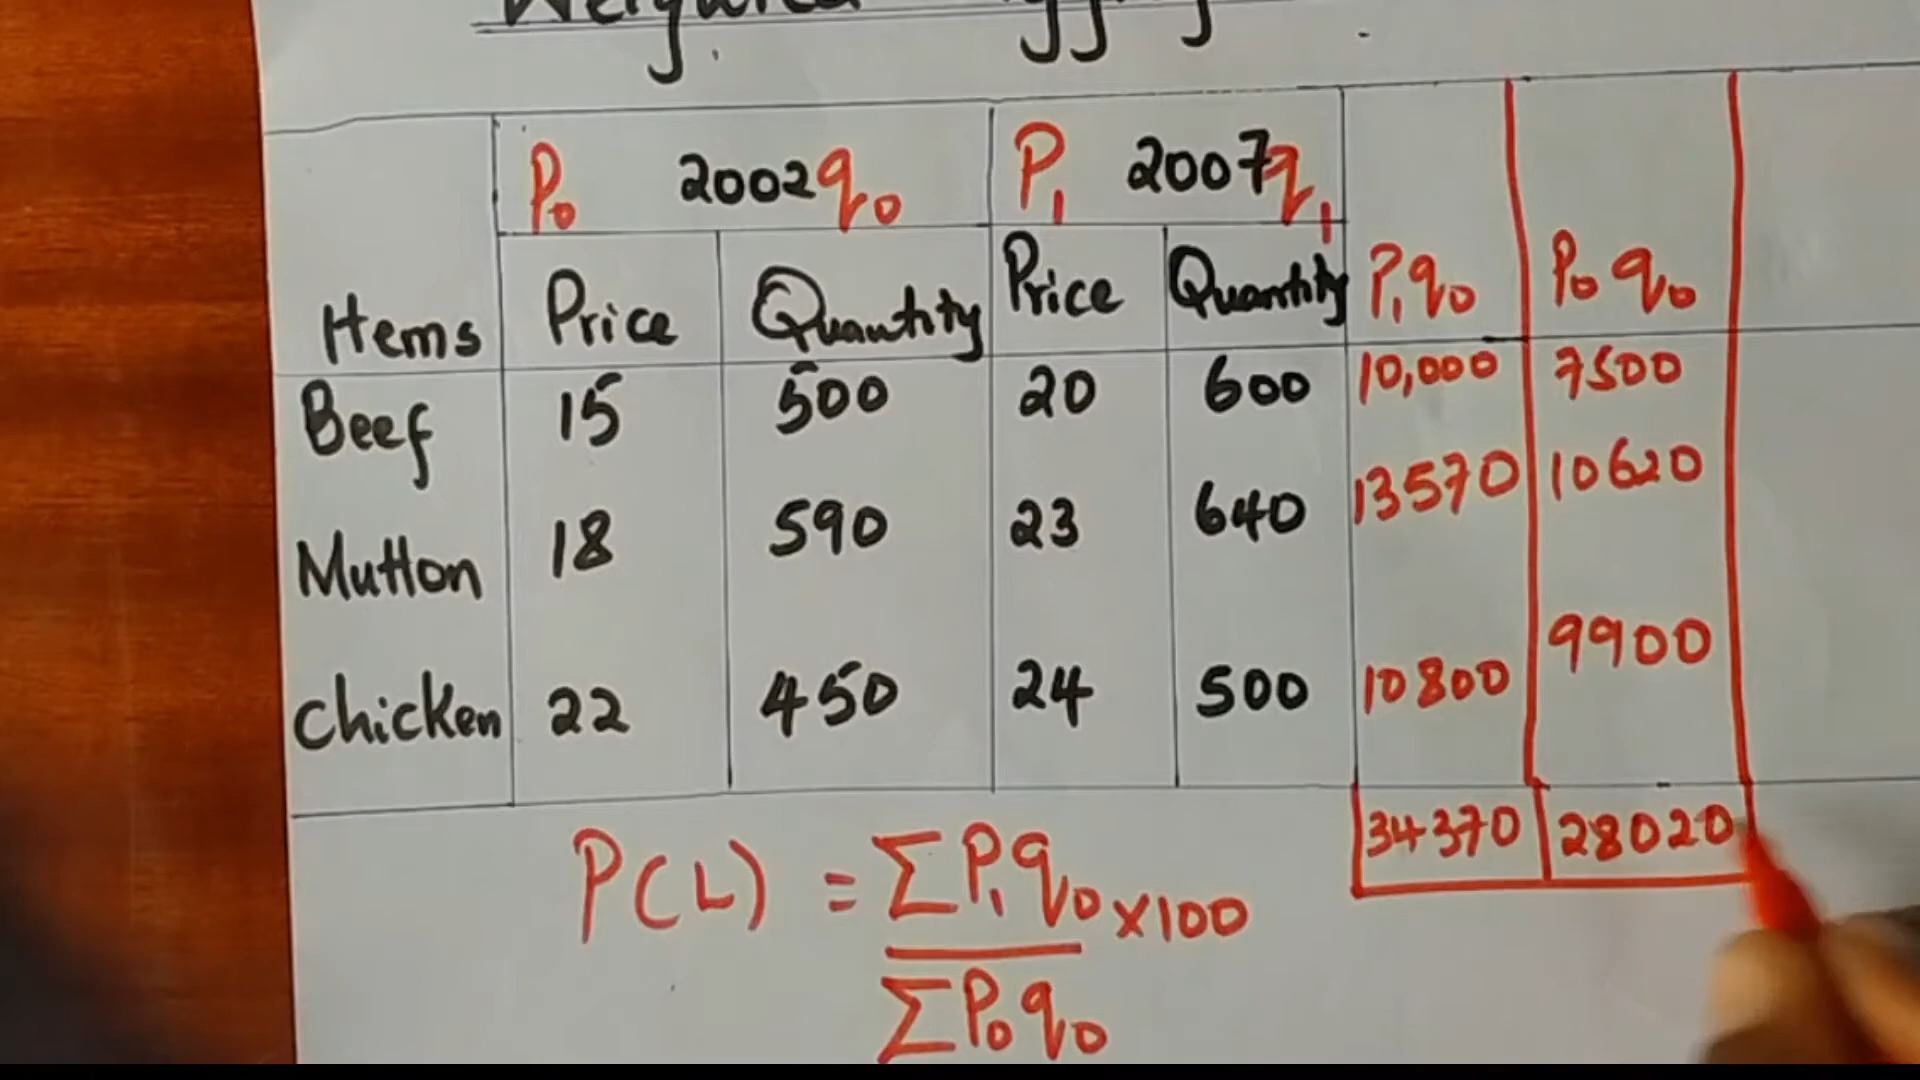 P₀ 2002 q₀ P₁ 2007 q₁
Items Price Quantity Price Quantity P₁q₀ P₀q₀
Beef 15 500 20 600 10,000 7500
Mutton 18 590 23 640 13570 10620
Chicken 22 450 24 500 10800 9900
34370 28020
P(L) = ΣP₁q₀ ×100
ΣP₀q₀